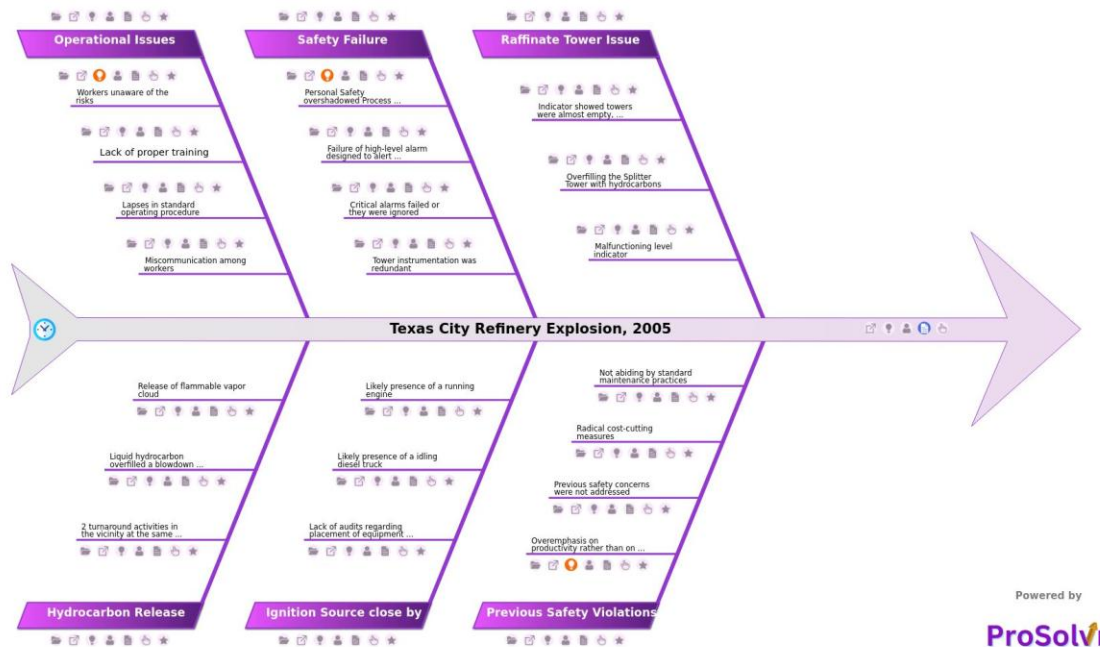 Operational Issues
Safety Failure
Raffinate Tower Issue
Workers unaware of the
risks
Lack of proper training
Lapses in standard
operating procedure
Miscommunication among
workers
Personal Safety
overshadowed Process ...
Failure of high-level alarm
designed to alert ...
Critical alarms failed or
they were ignored
Tower instrumentation was
redundant
Indicator showed towers
were almost empty, ...
Overfilling the Splitter
Tower with hydrocarbons
Malfunctioning level
indicator
Texas City Refinery Explosion, 2005
Release of flammable vapor
cloud
Liquid hydrocarbon
overfilled a blowdown ...
2 turnaround activities in
the vicinity at the same ...
Likely presence of a running
engine
Likely presence of a idling
diesel truck
Lack of audits regarding
placement of equipment ...
Not abiding by standard
maintenance practices
Radical cost-cutting
measures
Previous safety concerns
were not addressed
Overemphasis on
productivity rather than on ...
Hydrocarbon Release
Ignition Source close by
Previous Safety Violations
Powered by